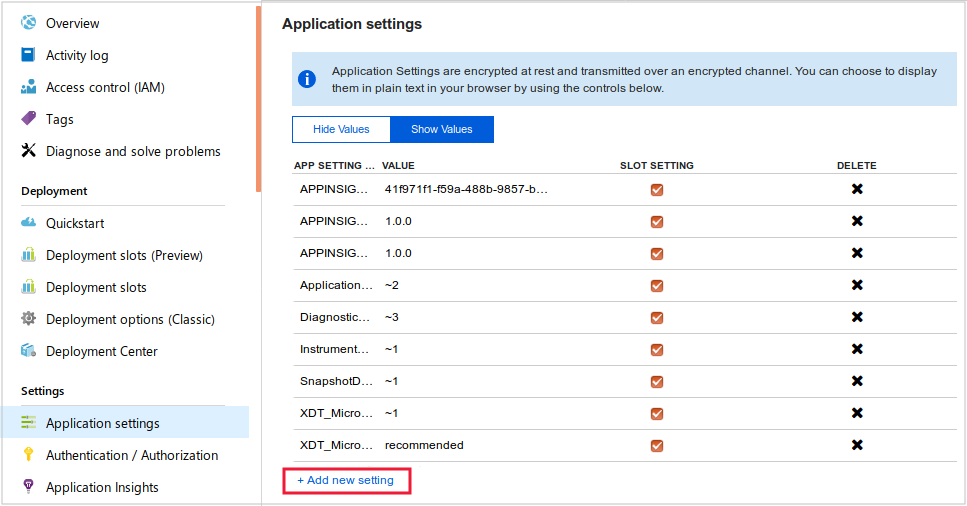 Overview
Activity log
Access control (IAM)
Tags
Diagnose and solve problems
Deployment
Quickstart
Deployment slots (Preview)
Deployment slots
Deployment options (Classic)
Deployment Center
Settings
Application settings
Authentication / Authorization
Application Insights
Application settings
Application Settings are encrypted at rest and transmitted over an encrypted channel. You can choose to display
them in plain text in your browser by using the controls below.
Hide Values Show Values
APP SETTING ... VALUE SLOT SETTING DELETE
APPINSIG... 41f971f1-f59a-488b-9857-b...
APPINSIG... 1.0.0
APPINSIG... 1.0.0
Application... ~2
Diagnostic... ~3
Instrument... ~1
SnapshotD... ~1
XDT_Micro... ~1
XDT_Micro... recommended
+ Add new setting